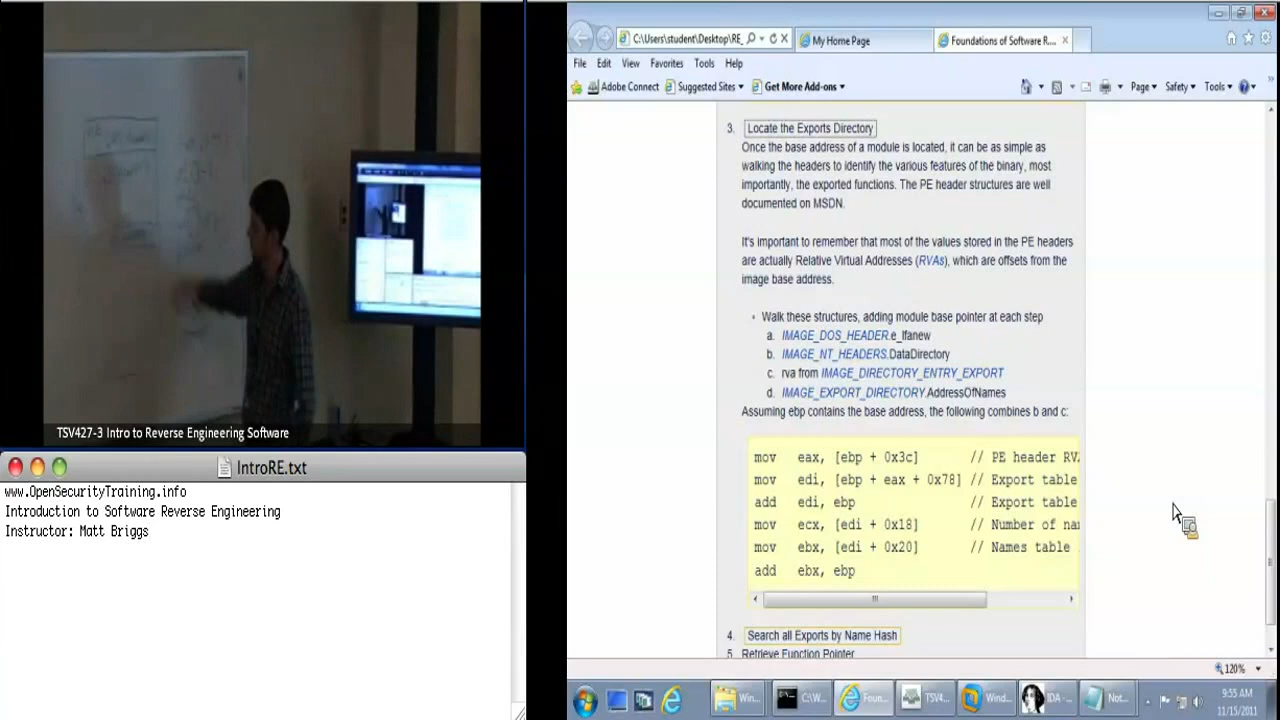 TSV427-3 Intro to Reverse Engineering Software
IntroRE.txt
www.OpenSecurityTraining.info
Introduction to Software Reverse Engineering
Instructor: Matt Briggs
C:\Users\student\Desktop\RE_
My Home Page
Foundations of Software R...
File Edit View Favorites Tools Help
Adobe Connect Suggested Sites Get More Add-ons Page Safety Tools
3. Locate the Exports Directory
Once the base address of a module is located, it can be as simple as
walking the headers to identify the various features of the binary, most
importantly, the exported functions. The PE header structures are well
documented on MSDN.
It's important to remember that most of the values stored in the PE headers
are actually Relative Virtual Addresses (RVAs), which are offsets from the
image base address.
• Walk these structures, adding module base pointer at each step
a. IMAGE_DOS_HEADER.e_lfanew
b. IMAGE_NT_HEADERS.DataDirectory
c. rva from IMAGE_DIRECTORY_ENTRY_EXPORT
d. IMAGE_EXPORT_DIRECTORY.AddressOfNames
Assuming ebp contains the base address, the following combines b and c:
mov eax, [ebp + 0x3c] // PE header RVA
mov edi, [ebp + eax + 0x78] // Export table
add edi, ebp // Export table
mov ecx, [edi + 0x18] // Number of nam
mov ebx, [edi + 0x20] // Names table
add ebx, ebp
4. Search all Exports by Name Hash
5 Retrieve Function Pointer
120%
Win... C:\W... Foun... TSV4... Wind... IDA -... Not...
9:55 AM
11/15/2011